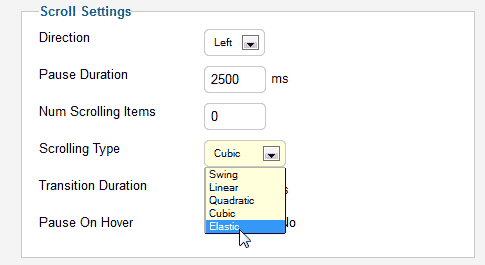 Scroll Settings
Direction
Left
Pause Duration
2500 ms
Num Scrolling Items
0
Scrolling Type
Cubic
Swing
Linear
Quadratic
Cubic
Elastic
Transition Duration
Pause On Hover